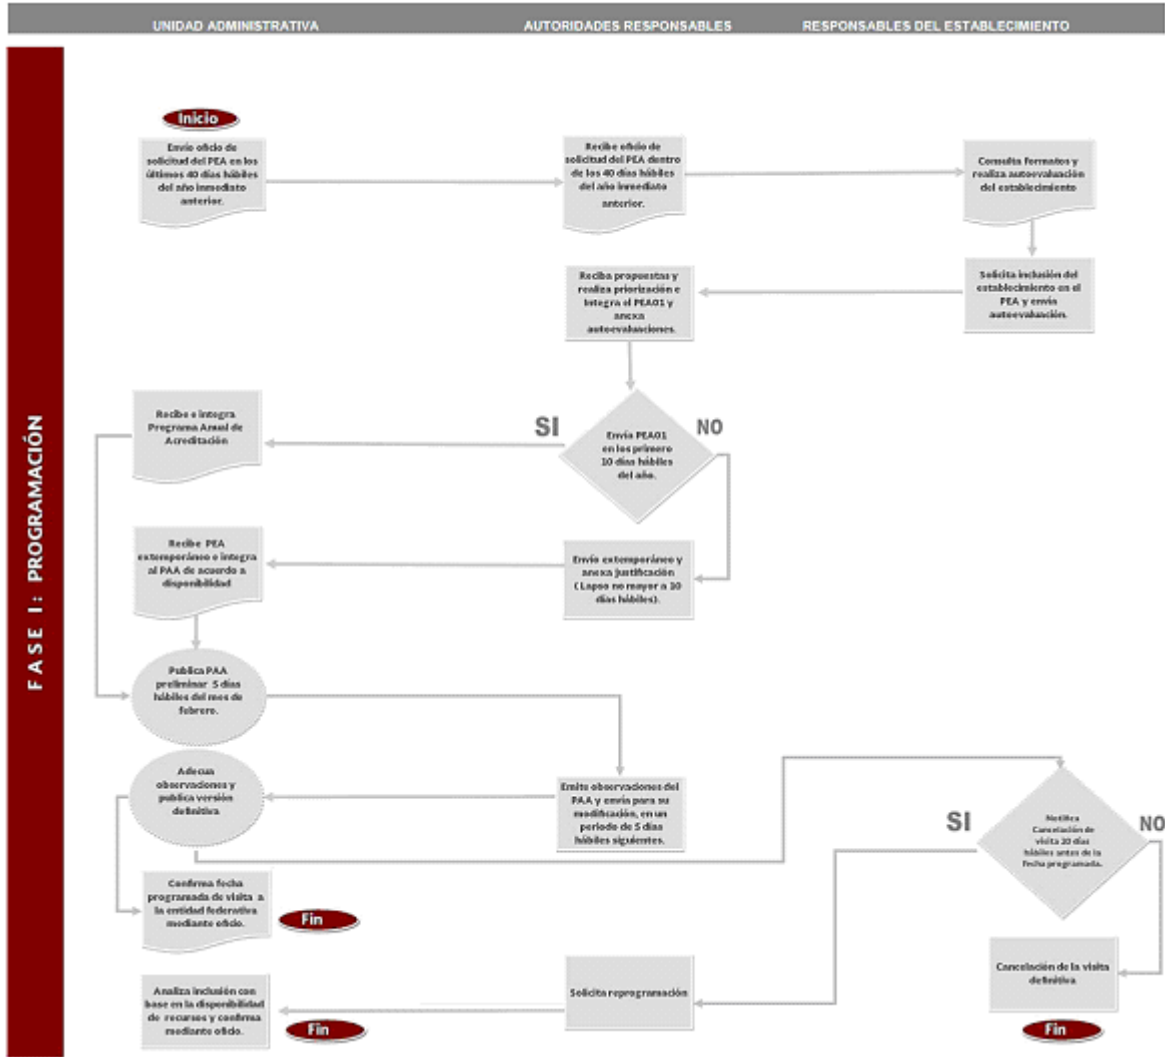 UNIDAD ADMINISTRATIVA
AUTORIDADES RESPONSABLES
RESPONSABLES DEL ESTABLECIMIENTO
FASE I: PROGRAMACIÓN
Inicio
Envío oficio de
solicitud del PEA en los
últimos 40 días hábiles
del año inmediato
anterior.
Recibe oficio de
solicitud del PEA dentro
de los 40 días hábiles
del año inmediato
anterior.
Consulta Formatos y
realiza autoevaluación
del establecimiento
Reciba propuestas y
realiza priorización e
Integra el PEA01 y
anexa
autoevaluaciones.
Solicita inclusión del
establecimiento en el
PEA y envía
autoevaluación.
Recibe e integra
Programa Anual de
Acreditación
SI
Envía PEA01
en los primero
10 días hábiles
del año.
NO
Recibe PEA
extemporáneo e integra
al PAA de acuerdo a
disponibilidad
Envío extemporáneo y
anexa justificación
( Lapso no mayor a 10
días hábiles).
Publica PAA
preliminar 5 días
hábiles del mes de
febrero.
Adecua
observaciones y
publica versión
definitiva
Emite observaciones del
PAA y envía para su
modificación, en un
periodo de 5 días
hábiles siguientes.
SI
Notifica
Cancelación de
visita 20 días
hábiles antes de la
fecha programada.
NO
Confirma fecha
programada de visita a
la entidad federativa
mediante oficio.
Fin
Analiza inclusión con
base en la disponibilidad
de recursos y confirma
mediante oficio.
Fin
Solicita reprogramación
Cancelación de la visita
definitiva
Fin